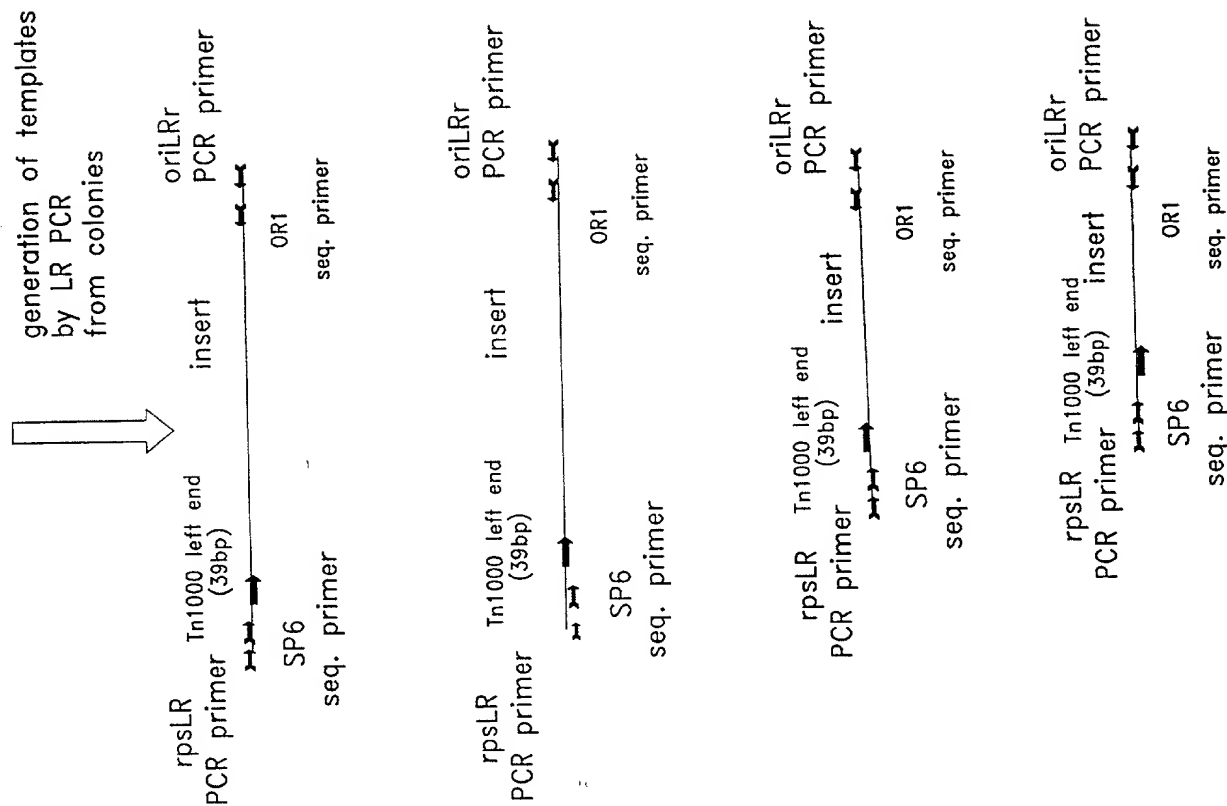 generation of templates
by LR PCR
from colonies
rpsLR
PCR primer
Tn1000 left end
(39bp)
insert
oriLRr
PCR primer
SP6
seq. primer
OR1
seq. primer
rpsLR
PCR primer
Tn1000 left end
(39bp)
insert
oriLRr
PCR primer
SP6
seq. primer
OR1
seq. primer
rpsLR
PCR primer
Tn1000 left end
(39bp)
insert
oriLRr
PCR primer
SP6
seq. primer
OR1
seq. primer
rpsLR
PCR primer
Tn1000 left end
(39bp)
insert
oriLRr
PCR primer
SP6
seq. primer
OR1
seq. primer